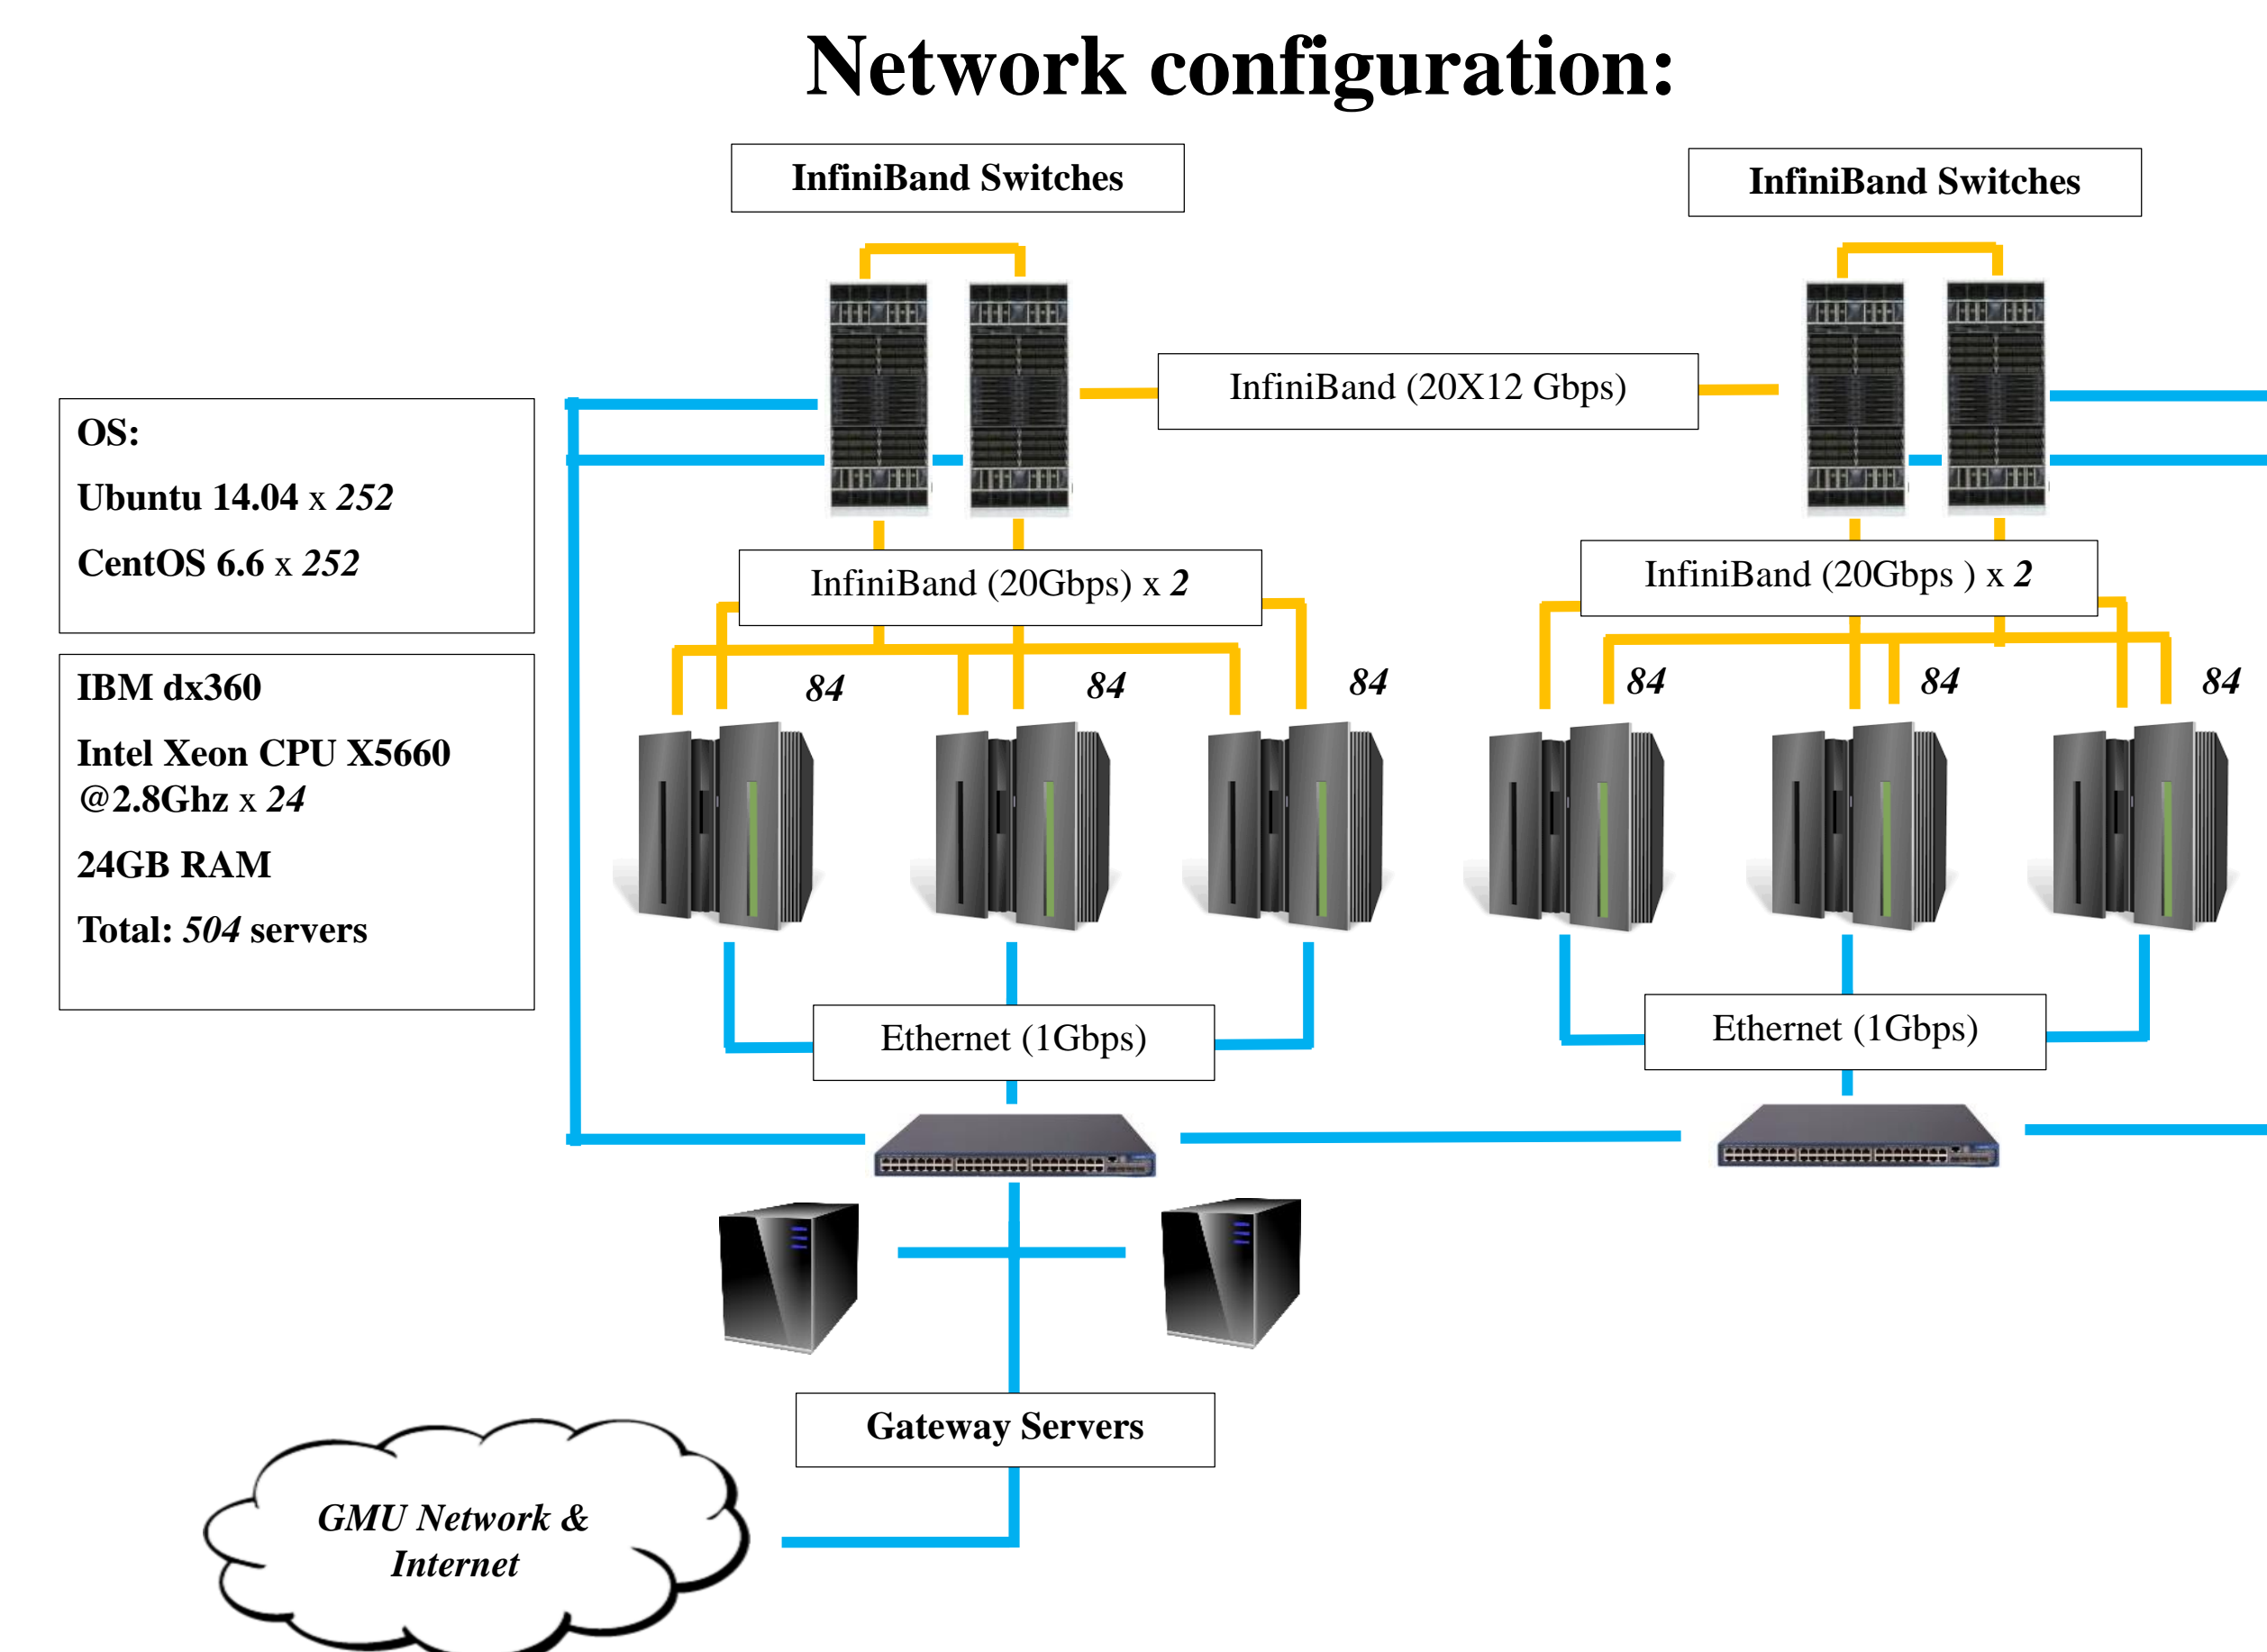 Network configuration:
InfiniBand Switches
InfiniBand Switches
InfiniBand (20X12 Gbps)
OS:
Ubuntu 14.04 x 252
CentOS 6.6 x 252
InfiniBand (20Gbps) x 2
InfiniBand (20Gbps ) x 2
IBM dx360
Intel Xeon CPU X5660
@2.8Ghz x 24
24GB RAM
Total: 504 servers
84
84
84
84
84
84
Ethernet (1Gbps)
Ethernet (1Gbps)
Gateway Servers
GMU Network &
Internet